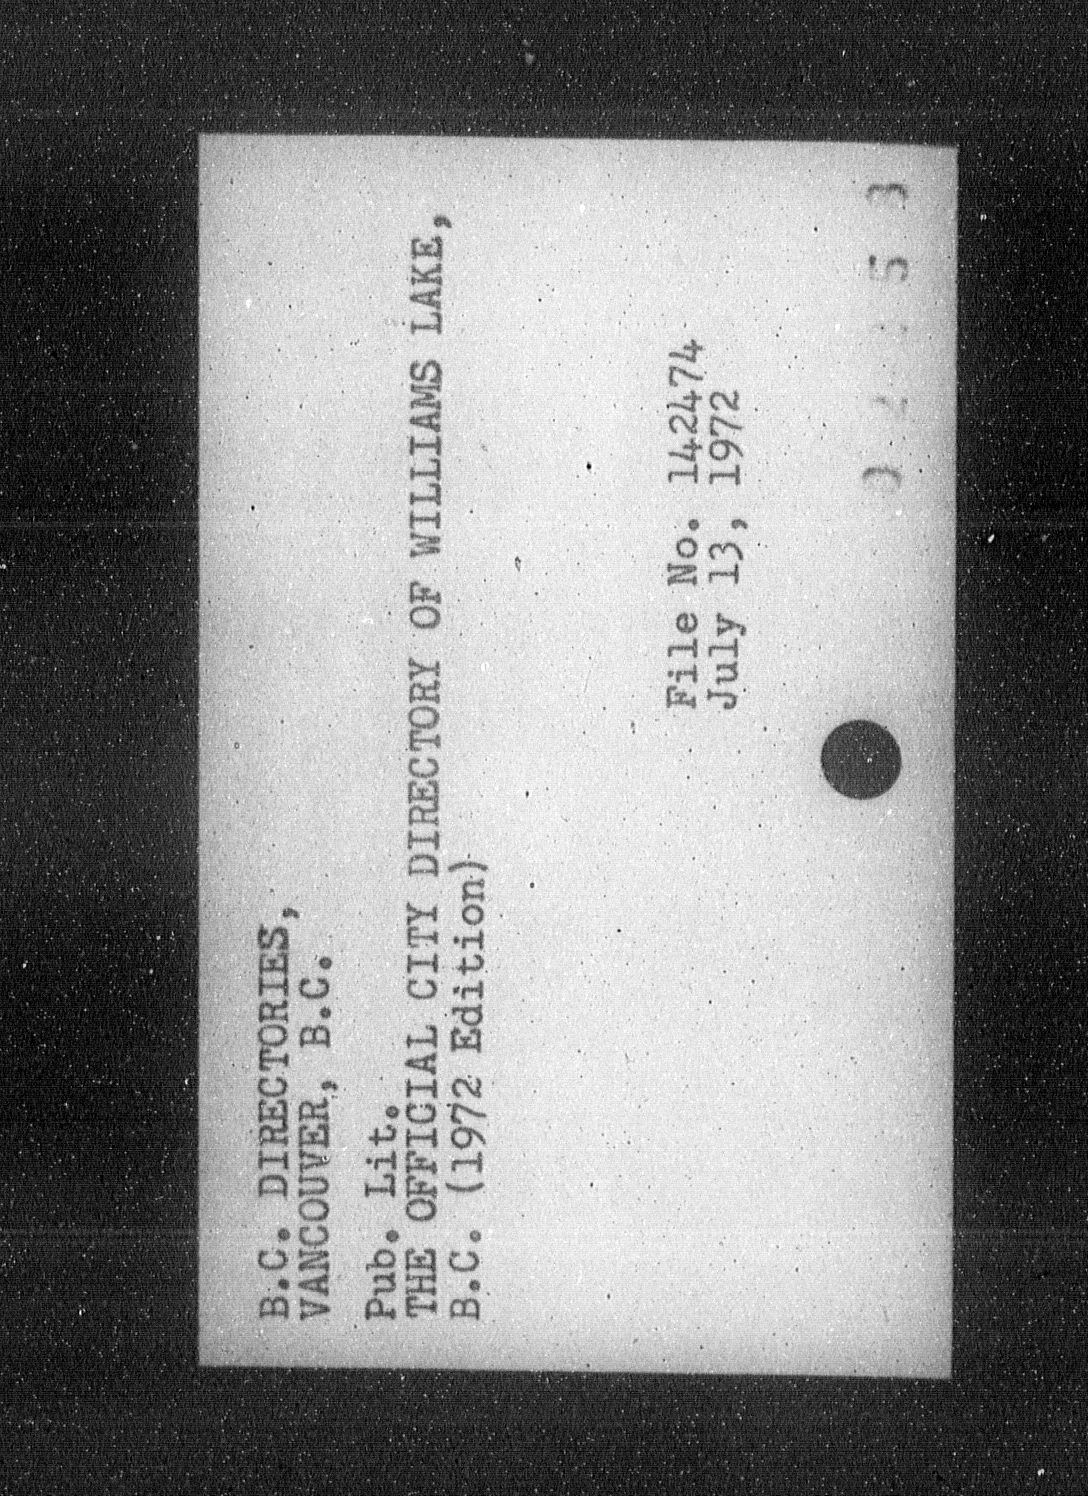 B.C. DIRECTORIES,
VANCOUVER, B.C.
Pub. Lit.
THE OFFICIAL CITY DIRECTORY OF WILLIAMS LAKE,
B.C. (1972 Edition)
File No. 142474
July 13, 1972